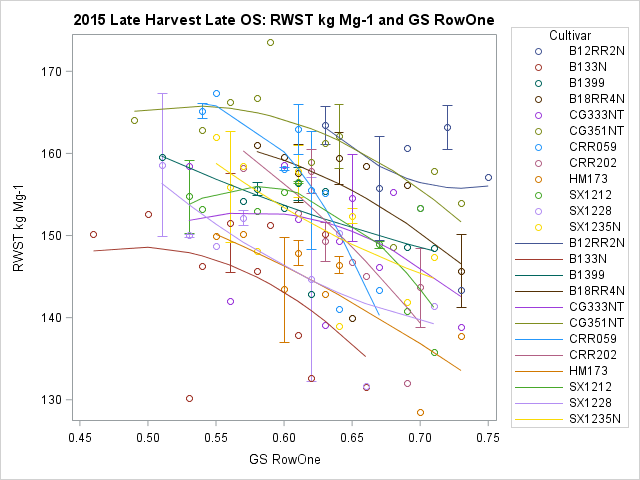 2015 Late Harvest Late OS: RWST kg Mg-1 and GS RowOne
Cultivar
B12RR2N
B133N
B1399
B18RR4N
CG333NT
CG351NT
CRR059
CRR202
HM173
SX1212
SX1228
SX1235N
B12RR2N
B133N
B1399
B18RR4N
CG333NT
CG351NT
CRR059
CRR202
HM173
SX1212
SX1228
SX1235N
RWST kg Mg-1
170
160
150
140
130
0.45 0.50 0.55 0.60 0.65 0.70 0.75
GS RowOne